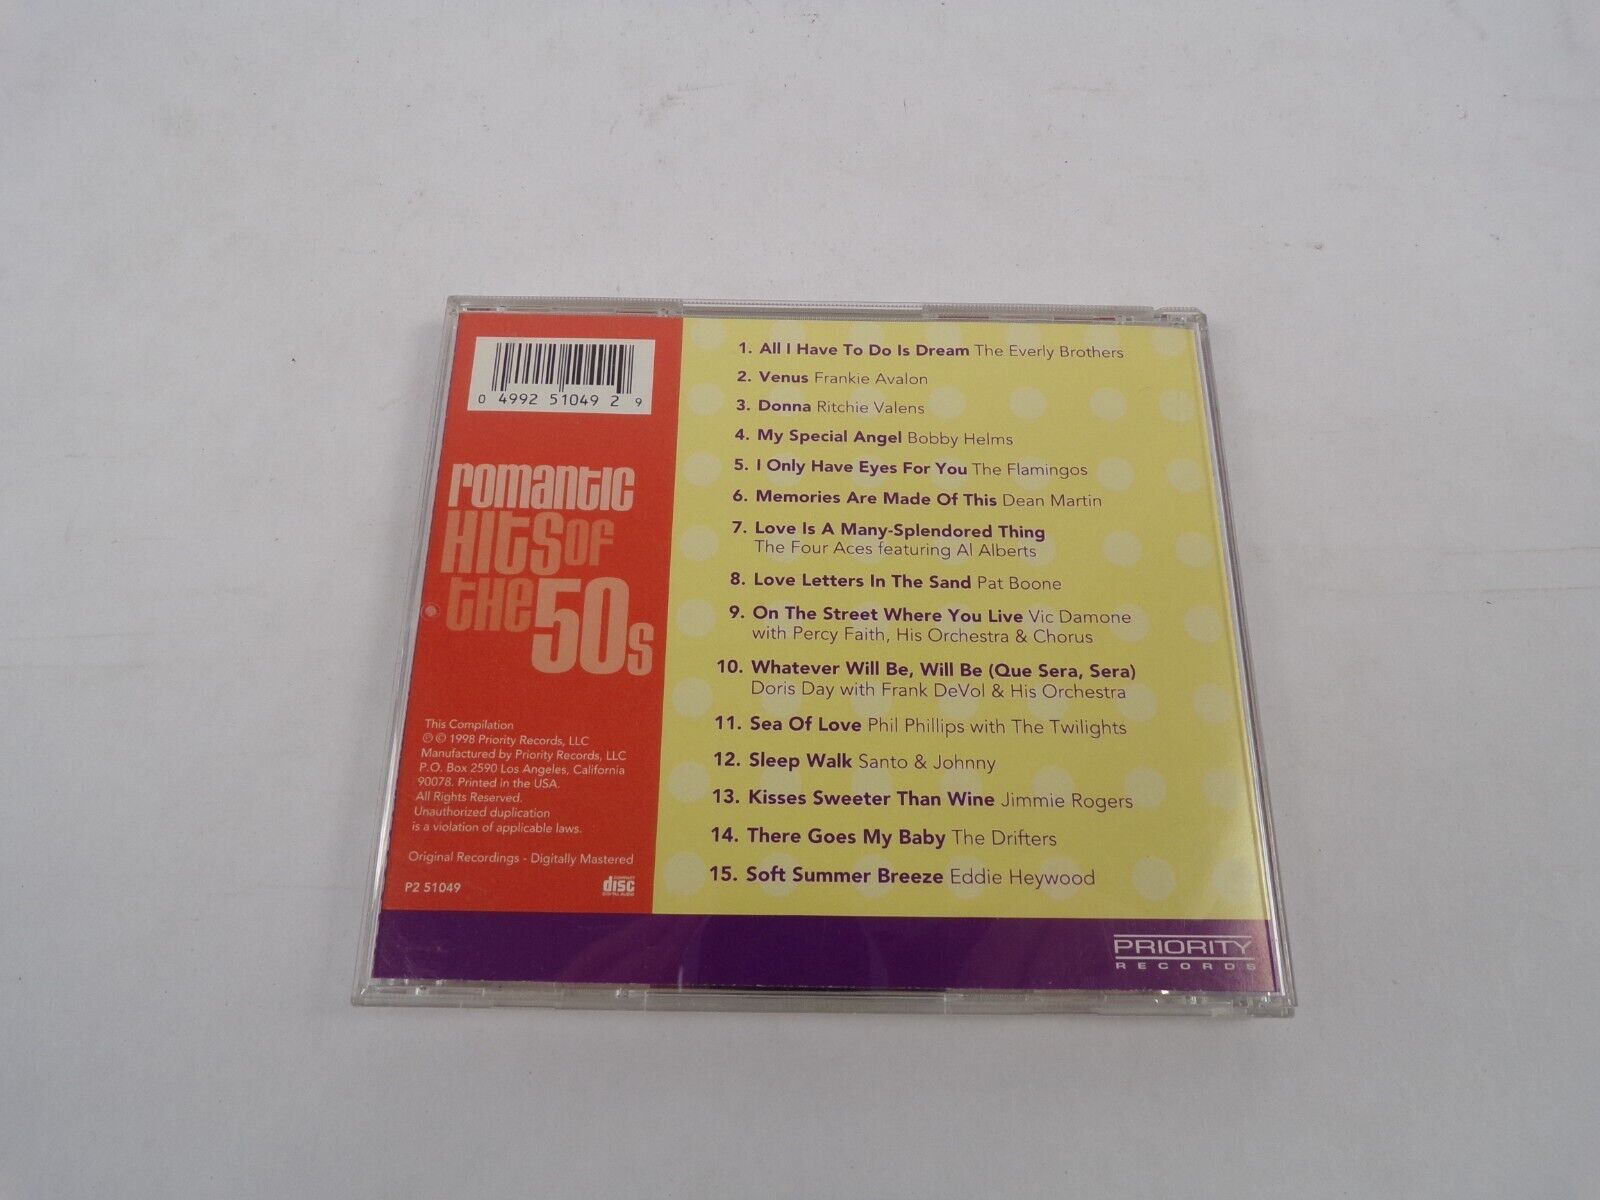 0 4992 51049 2 9
romantic
HITS OF
THE 50s
This Compilation
℗ © 1998 Priority Records, LLC
Manufactured by Priority Records, LLC
P.O. Box 2590 Los Angeles, California
90078. Printed in the USA.
All Rights Reserved.
Unauthorized duplication
is a violation of applicable laws.
Original Recordings - Digitally Mastered
P2 51049
COMPACT
disc
DIGITAL AUDIO
1. All I Have To Do Is Dream The Everly Brothers
2. Venus Frankie Avalon
3. Donna Ritchie Valens
4. My Special Angel Bobby Helms
5. I Only Have Eyes For You The Flamingos
6. Memories Are Made Of This Dean Martin
7. Love Is A Many-Splendored Thing
The Four Aces featuring Al Alberts
8. Love Letters In The Sand Pat Boone
9. On The Street Where You Live Vic Damone
with Percy Faith, His Orchestra & Chorus
10. Whatever Will Be, Will Be (Que Sera, Sera)
Doris Day with Frank DeVol & His Orchestra
11. Sea Of Love Phil Phillips with The Twilights
12. Sleep Walk Santo & Johnny
13. Kisses Sweeter Than Wine Jimmie Rogers
14. There Goes My Baby The Drifters
15. Soft Summer Breeze Eddie Heywood
PRIORITY
RECORDS